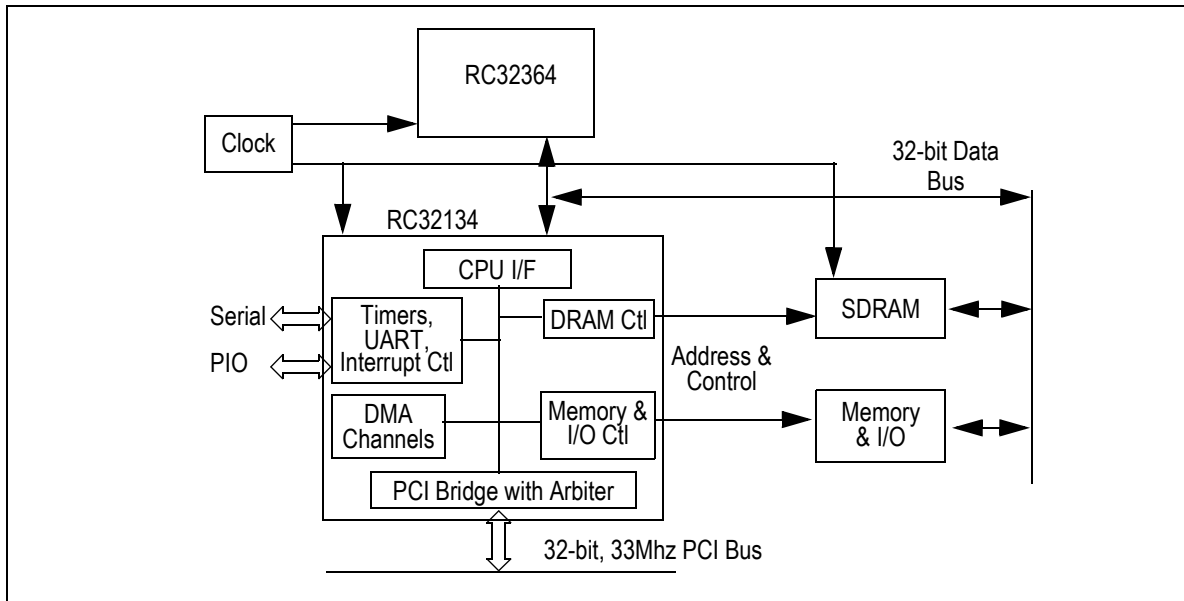 RC32364
Clock
32-bit Data
Bus
RC32134
CPU I/F
Serial
PIO
Timers,
UART,
Interrupt Ctl
DRAM Ctl
SDRAM
Address &
Control
DMA
Channels
Memory &
I/O Ctl
Memory
& I/O
PCI Bridge with Arbiter
32-bit, 33Mhz PCI Bus